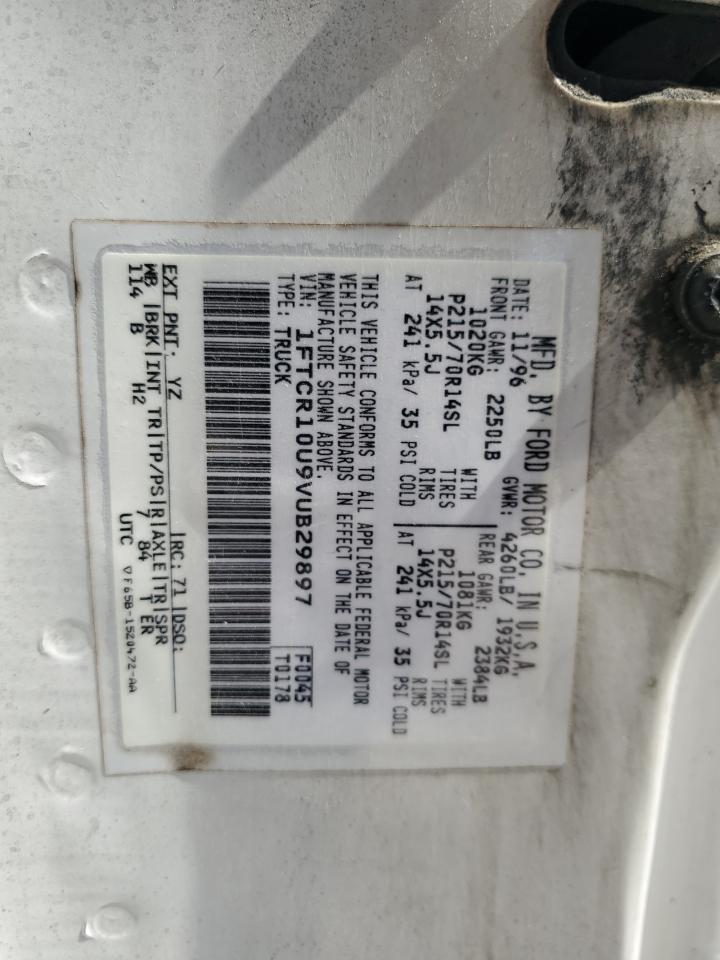 MFD. BY FORD MOTOR CO. IN U.S.A.
DATE: 11/96 GVWR: 4260LB/ 1932KG
FRONT GAWR: 2250LB REAR GAWR: 2384LB
1020KG WITH 1081KG WITH
P215/70R14SL TIRES P215/70R14SL TIRES
14X5.5J RIMS 14X5.5J RIMS
AT 241 kPa/ 35 PSI COLD AT 241 kPa/ 35 PSI COLD
THIS VEHICLE CONFORMS TO ALL APPLICABLE FEDERAL MOTOR
VEHICLE SAFETY STANDARDS IN EFFECT ON THE DATE OF
MANUFACTURE SHOWN ABOVE.
VIN: 1FTCR10U9VUB29897 F0045
TYPE: TRUCK T0178
EXT PNT: YZ RC: 71 DSO:
WB BRK INT TR TP/PS R AXLE TR SPR
114 B H2 7 84 T ER
UTC ▽F65B-1520472-AA